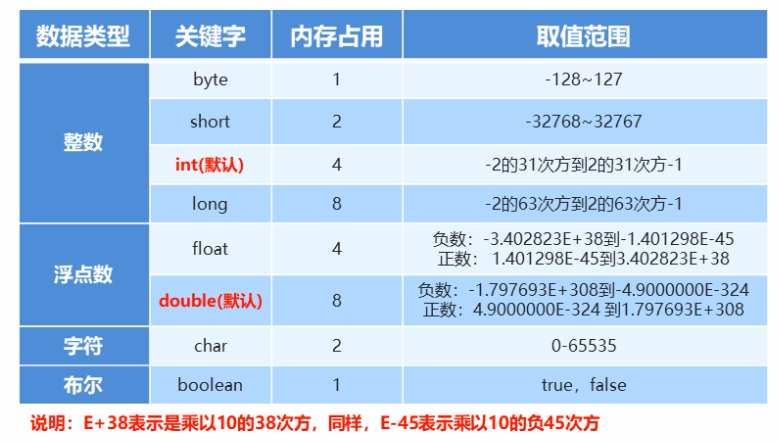 数据类型 关键字 内存占用 取值范围
整数 byte 1 -128~127
short 2 -32768~32767
int(默认) 4 -2的31次方到2的31次方-1
long 8 -2的63次方到2的63次方-1
浮点数 float 4 负数：-3.402823E+38到-1.401298E-45
正数： 1.401298E-45到3.402823E+38
double(默认) 8 负数：-1.797693E+308到-4.9000000E-324
正数：4.9000000E-324 到1.797693E+308
字符 char 2 0-65535
布尔 boolean 1 true，false
说明：E+38表示是乘以10的38次方，同样，E-45表示乘以10的负45次方